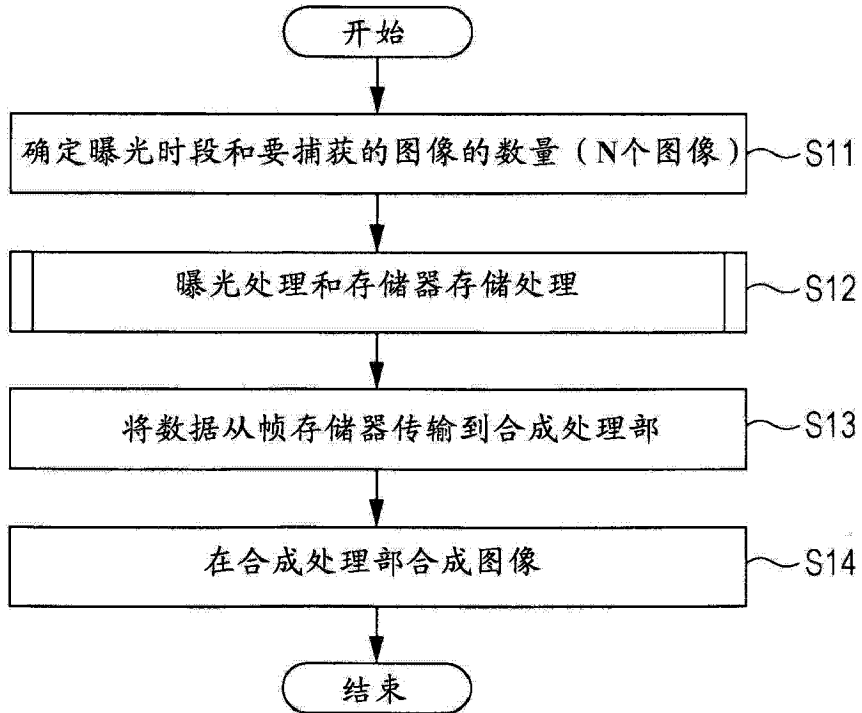 开始
确定曝光时段和要捕获的图像的数量（N个图像）
S11
曝光处理和存储器存储处理
S12
将数据从帧存储器传输到合成处理部
S13
在合成处理部合成图像
S14
结束